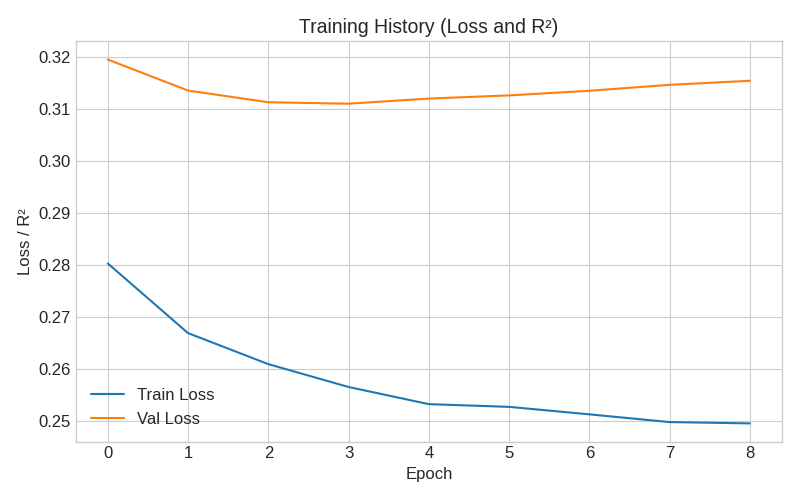 Training History (Loss and R²)
0.32
0.31
0.30
0.29
0.28
0.27
0.26
0.25
Loss / R²
Train Loss
Val Loss
0 1 2 3 4 5 6 7 8
Epoch